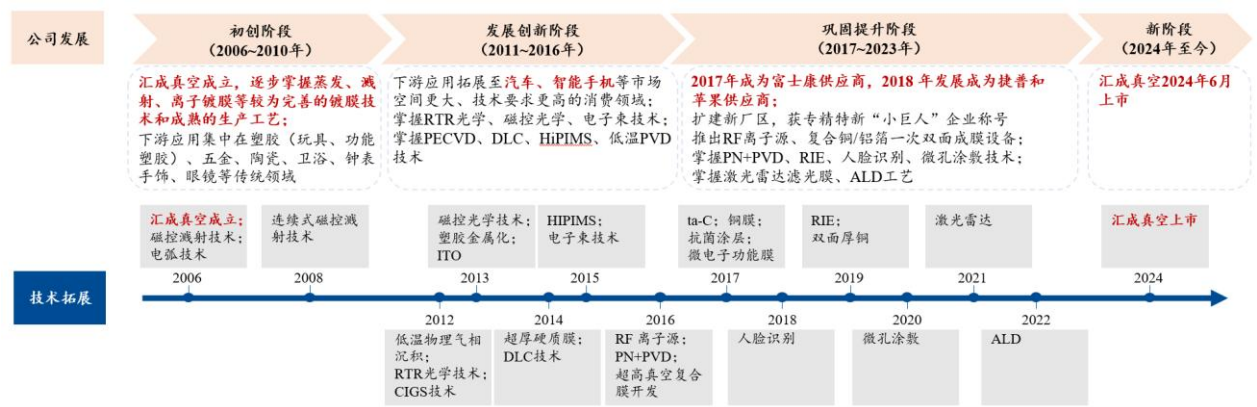 公司发展
初创阶段
（2006~2010年）
发展创新阶段
（2011~2016年）
巩固提升阶段
（2017~2023年）
新阶段
（2024年至今）
汇成真空成立，逐步掌握蒸发、溅
射、离子镀膜等较为完善的镀膜技
术和成熟的生产工艺；
下游应用集中在塑胶（玩具、功能
塑胶）、五金、陶瓷、卫浴、钟表
手饰、眼镜等传统领域
下游应用拓展至汽车、智能手机等市场
空间更大、技术要求更高的消费领域；
掌握RTR光学、磁控光学、电子束技术；
掌握PECVD、DLC、HiPIMS、低温PVD
技术
2017年成为富士康供应商，2018 年发展成为捷普和
苹果供应商；
扩建新厂区，获专精特新“小巨人”企业称号
推出RF离子源、复合铜/铝箔一次双面成膜设备；
掌握PN+PVD、RIE、人脸识别、微孔涂数技术；
掌握激光雷达滤光膜、ALD工艺
汇成真空2024年6月
上市
汇成真空成立；
磁控溅射技术；
电弧技术
连续式磁控溅
射技术
磁控光学技术；
塑胶金属化；
ITO
HIPIMS；
电子束技术
ta-C；铜膜；
抗菌涂层；
微电子功能膜
RIE；
双面厚铜
激光雷达
汇成真空上市
技术拓展
2006
2008
2013
2015
2017
2019
2021
2024
2012
2014
2016
2018
2020
2022
低温物理气相
沉积；
RTR光学技术；
CIGS技术
超厚硬质膜；
DLC技术
RF 离子源；
PN+PVD；
超高真空复合
膜开发
人脸识别
微孔涂数
ALD